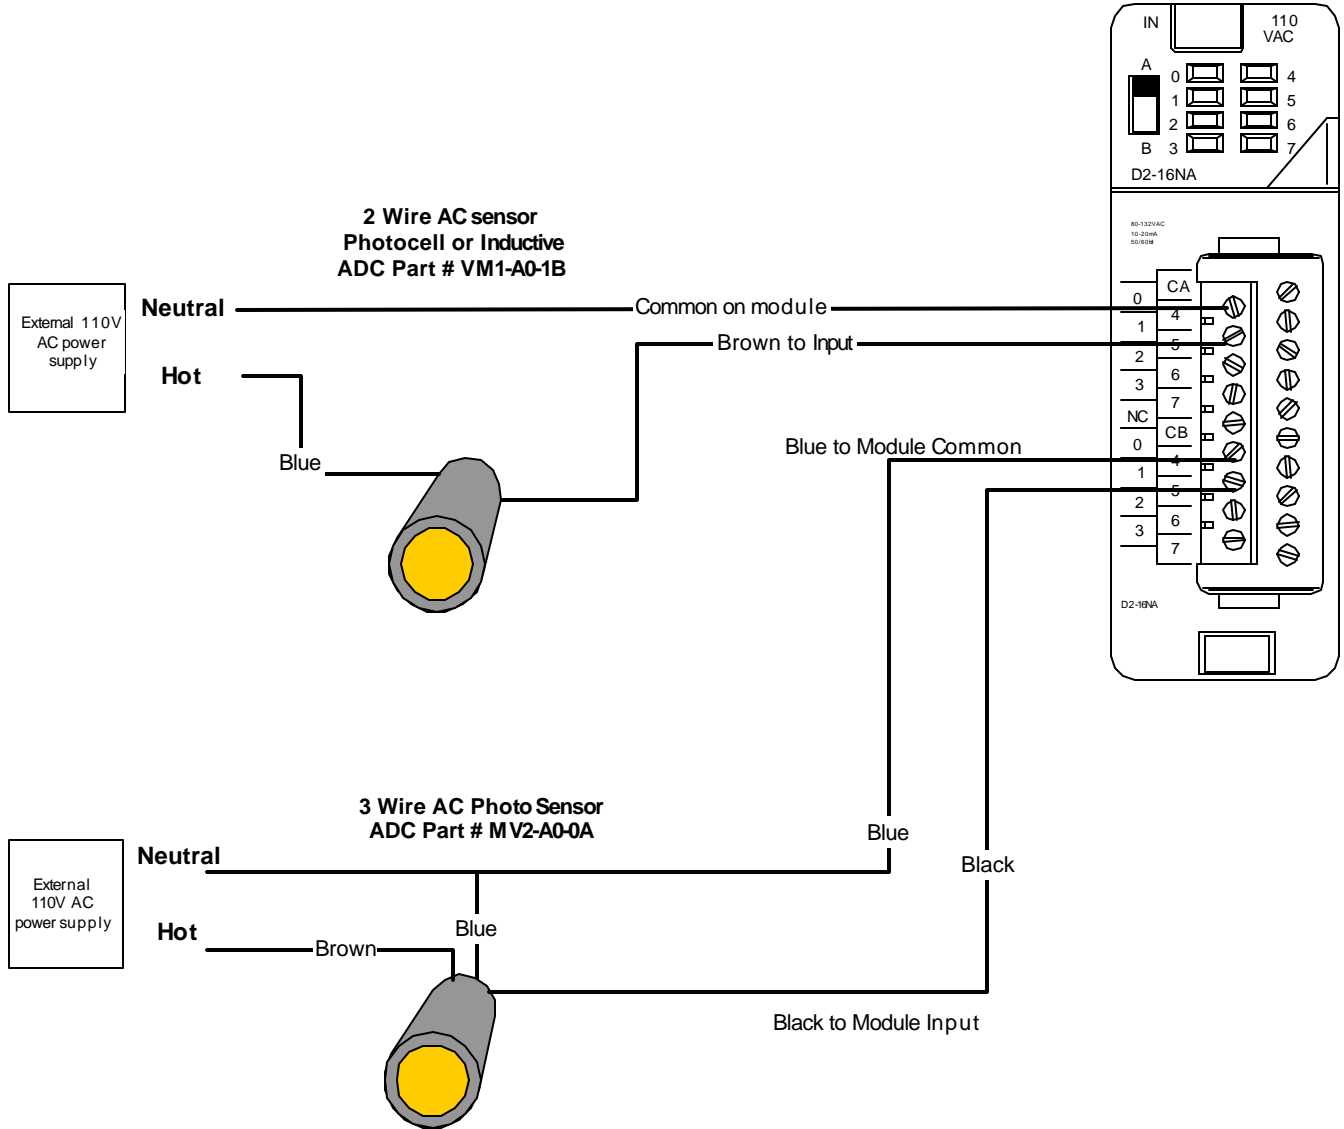 IN
110
VAC
A
0
4
1
5
2
6
B
3
7
D2-16NA
2 Wire AC sensor
Photocell or Inductive
ADC Part # VM1-A0-1B
80-132VAC
10-20mA
50/60Hz
External 110V
AC power
supply
Neutral
Common on module
Brown to Input
Hot
Blue
CA
0
4
1
5
2
6
3
7
NC
CB
0
4
1
5
2
6
3
7
Blue to Module Common
D2-16NA
3 Wire AC Photo Sensor
ADC Part # MV2-A0-0A
Blue
Black
External
110V AC
power supply
Neutral
Hot
Brown
Blue
Black to Module Input